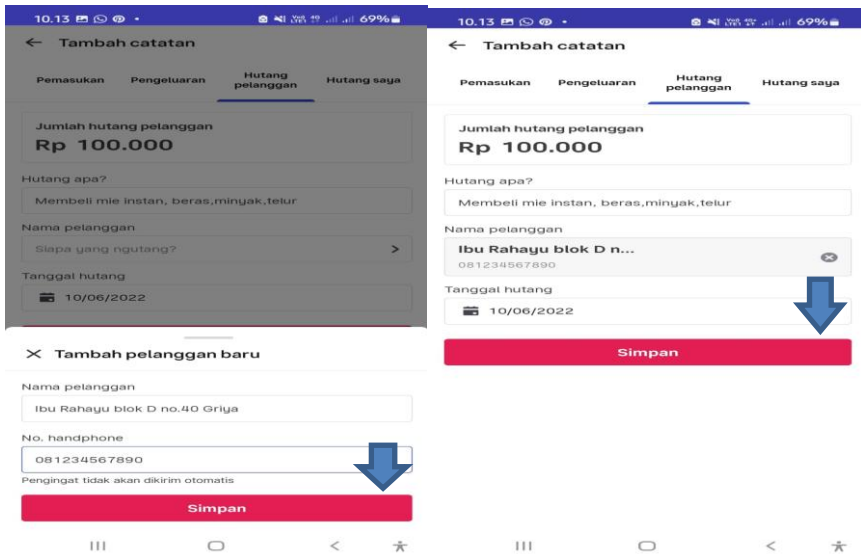 10.13
69%
← Tambah catatan
Pemasukan Pengeluaran Hutang pelanggan Hutang saya
Jumlah hutang pelanggan
Rp 100.000
Hutang apa?
Membeli mie instan, beras,minyak,telur
Nama pelanggan
Siapa yang ngutang? >
Tanggal hutang
10/06/2022
× Tambah pelanggan baru
Nama pelanggan
Ibu Rahayu blok D no.40 Griya
No. handphone
081234567890
Pengingat tidak akan dikirim otomatis
Simpan
10.13
69%
← Tambah catatan
Pemasukan Pengeluaran Hutang pelanggan Hutang saya
Jumlah hutang pelanggan
Rp 100.000
Hutang apa?
Membeli mie instan, beras,minyak,telur
Nama pelanggan
Ibu Rahayu blok D n...
081234567890
Tanggal hutang
10/06/2022
Simpan